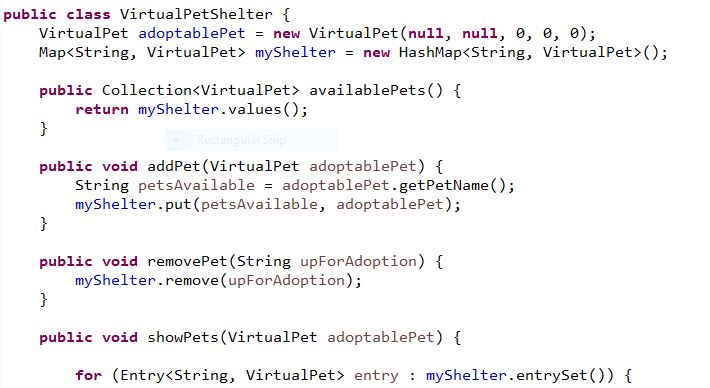 public class VirtualPetShelter {
    VirtualPet adoptablePet = new VirtualPet(null, null, 0, 0, 0);
    Map<String, VirtualPet> myShelter = new HashMap<String, VirtualPet>();

    public Collection<VirtualPet> availablePets() {
        return myShelter.values();
    }
Rectangular Snip

    public void addPet(VirtualPet adoptablePet) {
        String petsAvailable = adoptablePet.getPetName();
        myShelter.put(petsAvailable, adoptablePet);
    }

    public void removePet(String upForAdoption) {
        myShelter.remove(upForAdoption);
    }

    public void showPets(VirtualPet adoptablePet) {

        for (Entry<String, VirtualPet> entry : myShelter.entrySet()) {